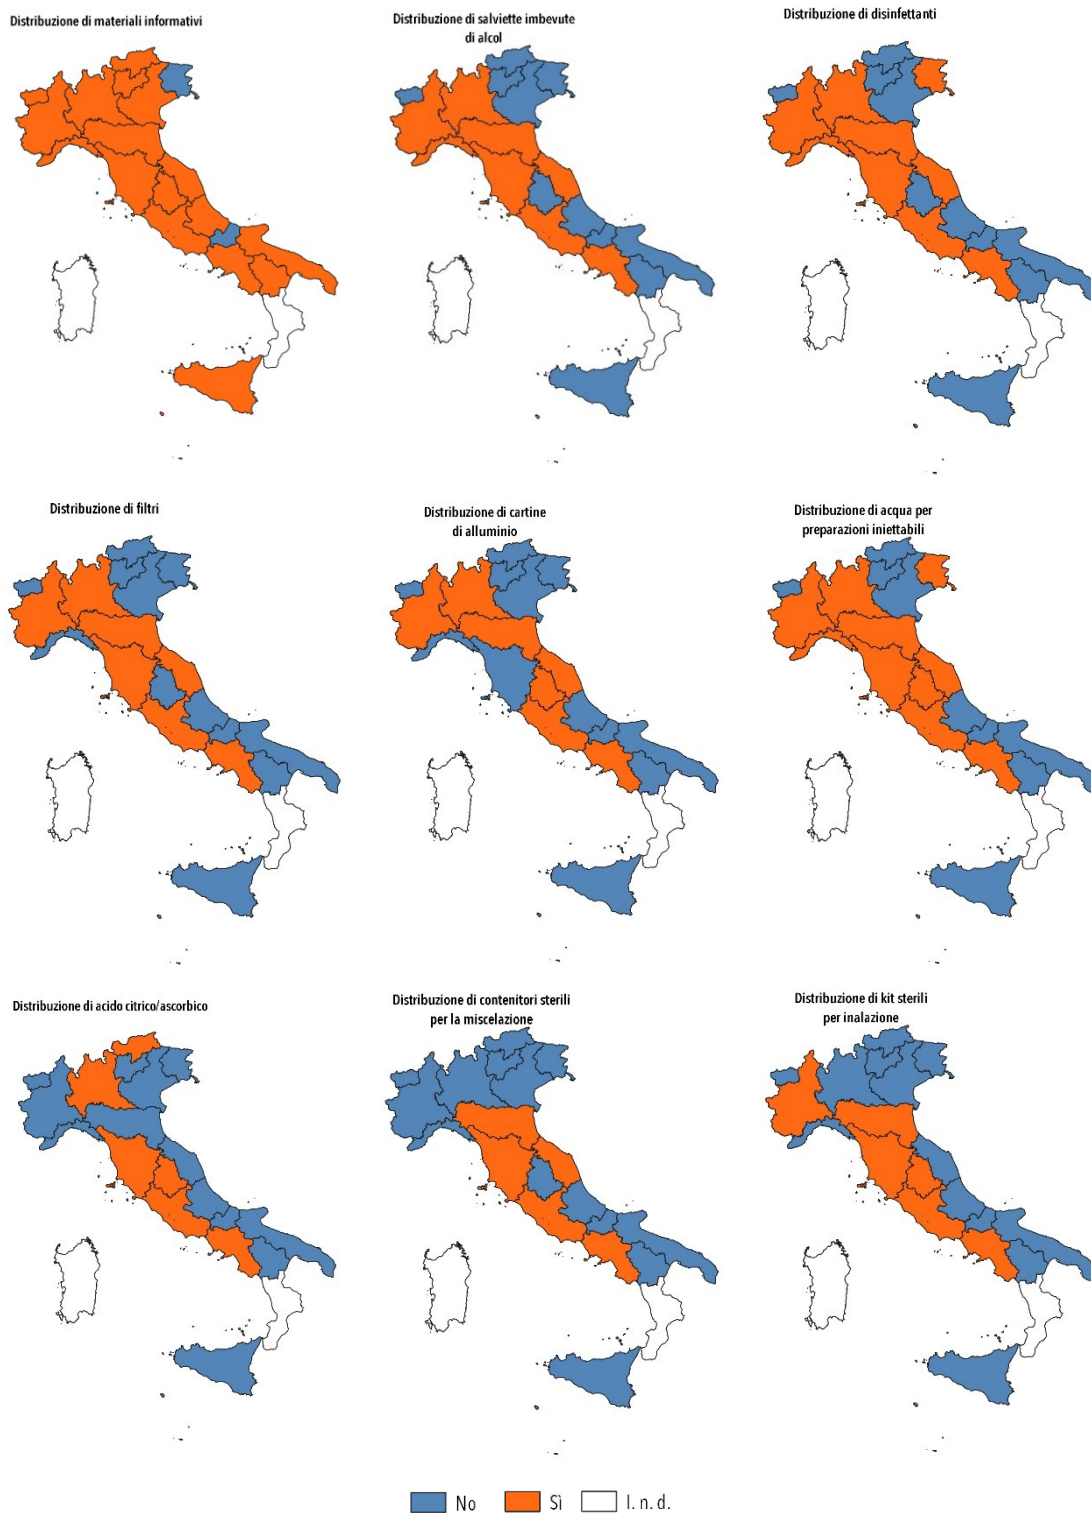 Distribuzione di materiali informativi
Distribuzione di salviette imbevute
di alcol
Distribuzione di disinfettanti
Distribuzione di filtri
Distribuzione di cartine
di alluminio
Distribuzione di acqua per
preparazioni iniettabili
Distribuzione di acido citrico/ascorbico
Distribuzione di contenitori sterili
per la miscelazione
Distribuzione di kit sterili
per inalazione
No
Sì
I. n. d.